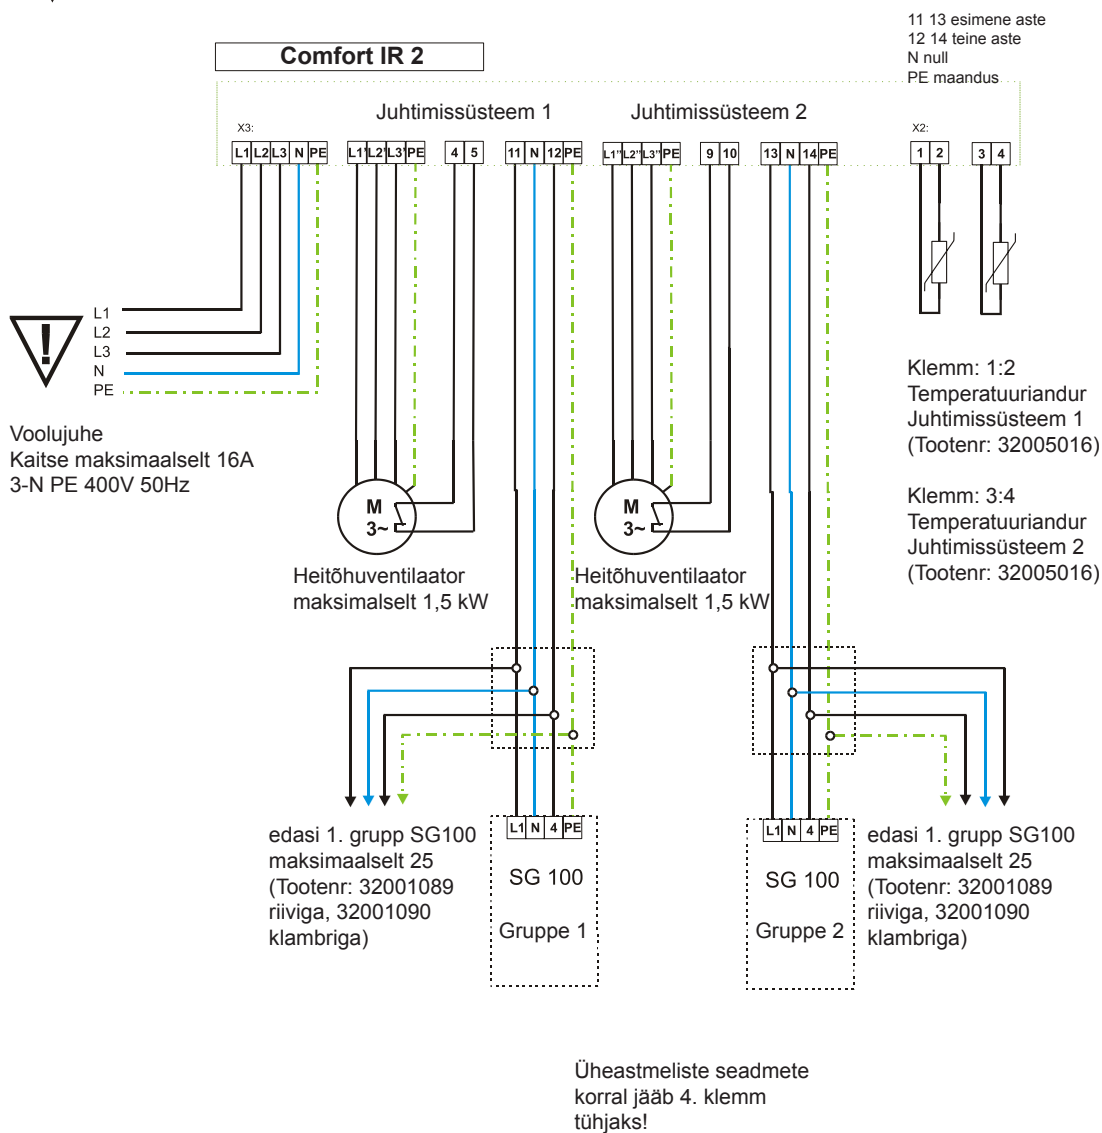 11 13 esimene aste
12 14 teine aste
N null
PE maandus
Comfort IR 2
Juhtimissüsteem 1
Juhtimissüsteem 2
X3:
X2:
L1 L2 L3 N PE
L1' L2' L3' PE
4 5
11 N 12 PE
L1" L2" L3" PE
9 10
13 N 14 PE
1 2
3 4
L1
L2
L3
N
PE
!
Voolujuhe
Kaitse maksimaalselt 16A
3-N PE 400V 50Hz
Klemm: 1:2
Temperatuuriandur
Juhtimissüsteem 1
(Tootenr: 32005016)
Klemm: 3:4
Temperatuuriandur
Juhtimissüsteem 2
(Tootenr: 32005016)
M
3~
M
3~
Heitõhuventilaator
maksimalselt 1,5 kW
Heitõhuventilaator
maksimalselt 1,5 kW
L1 N 4 PE
SG 100
Gruppe 1
L1 N 4 PE
SG 100
Gruppe 2
edasi 1. grupp SG100
maksimaalselt 25
(Tootenr: 32001089
riiviga, 32001090
klambriga)
edasi 1. grupp SG100
maksimaalselt 25
(Tootenr: 32001089
riiviga, 32001090
klambriga)
Üheastmeliste seadmete
korral jääb 4. klemm
tühjaks!